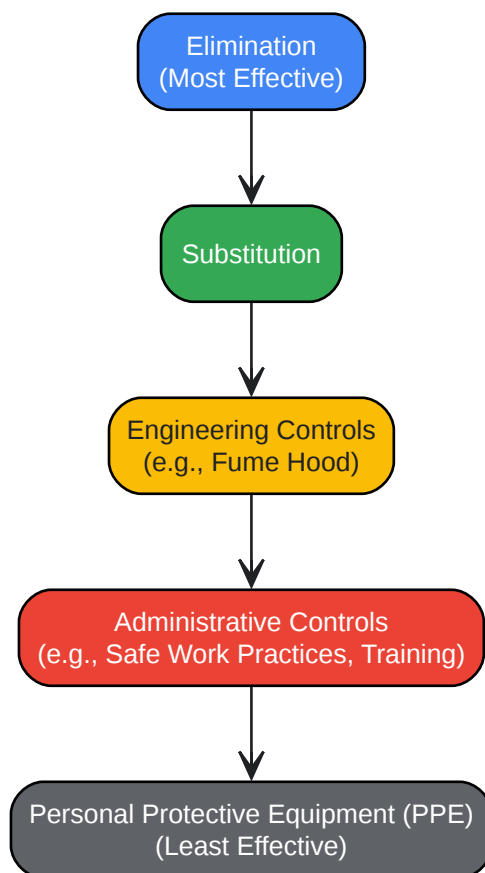 Elimination
(Most Effective)
Substitution
Engineering Controls
(e.g., Fume Hood)
Administrative Controls
(e.g., Safe Work Practices, Training)
Personal Protective Equipment (PPE)
(Least Effective)